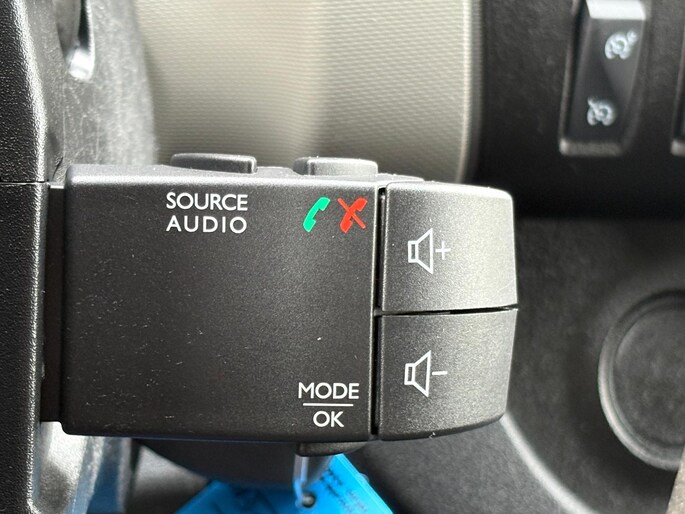 SOURCE
AUDIO
+
-
MODE
OK